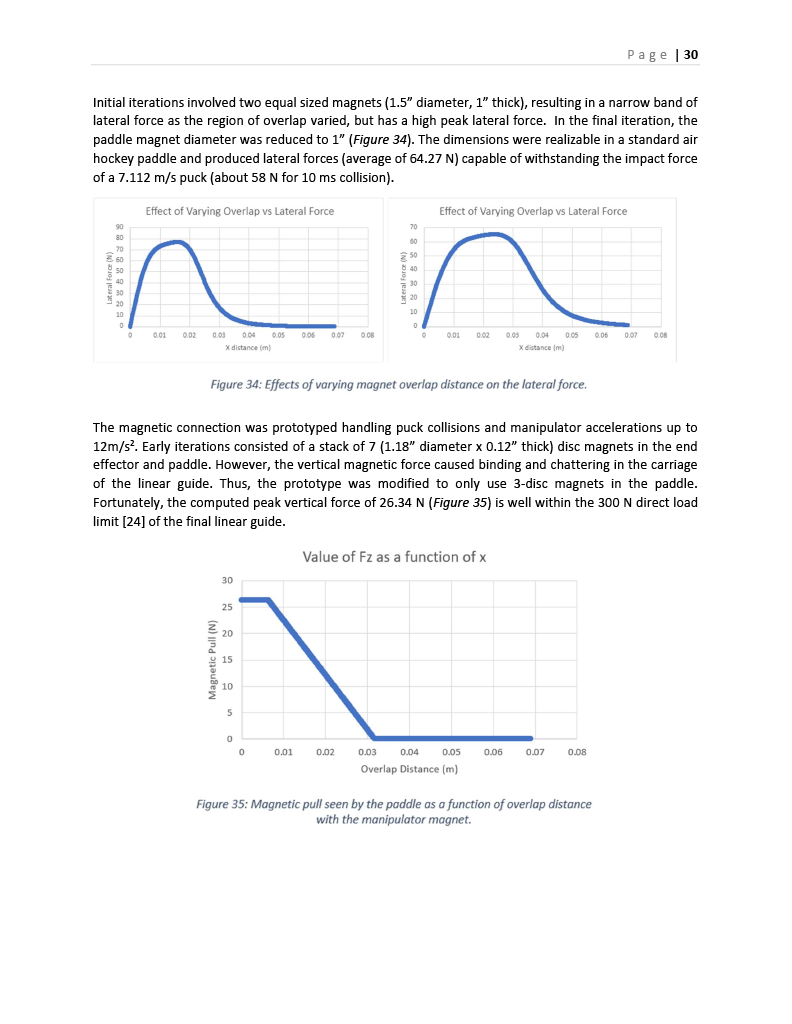 Page | 30
Initial iterations involved two equal sized magnets (1.5” diameter, 1” thick), resulting in a narrow band of
lateral force as the region of overlap varied, but has a high peak lateral force. In the final iteration, the
paddle magnet diameter was reduced to 1” (Figure 34). The dimensions were realizable in a standard air
hockey paddle and produced lateral forces (average of 64.27 N) capable of withstanding the impact force
of a 7.112 m/s puck (about 58 N for 10 ms collision).
Effect of Varying Overlap vs Lateral Force
90
80
70
60
50
40
30
20
10
0
Lateral Force (N)
0 0.01 0.02 0.03 0.04 0.05 0.06 0.07 0.08
X distance (m)
Effect of Varying Overlap vs Lateral Force
70
60
50
40
30
20
10
0
Lateral Force (N)
0 0.01 0.02 0.03 0.04 0.05 0.06 0.07 0.08
X distance (m)
Figure 34: Effects of varying magnet overlap distance on the lateral force.
The magnetic connection was prototyped handling puck collisions and manipulator accelerations up to
12m/s². Early iterations consisted of a stack of 7 (1.18” diameter x 0.12” thick) disc magnets in the end
effector and paddle. However, the vertical magnetic force caused binding and chattering in the carriage
of the linear guide. Thus, the prototype was modified to only use 3-disc magnets in the paddle.
Fortunately, the computed peak vertical force of 26.34 N (Figure 35) is well within the 300 N direct load
limit [24] of the final linear guide.
Value of Fz as a function of x
30
25
20
15
10
5
0
Magnetic Pull (N)
0 0.01 0.02 0.03 0.04 0.05 0.06 0.07 0.08
Overlap Distance (m)
Figure 35: Magnetic pull seen by the paddle as a function of overlap distance
with the manipulator magnet.